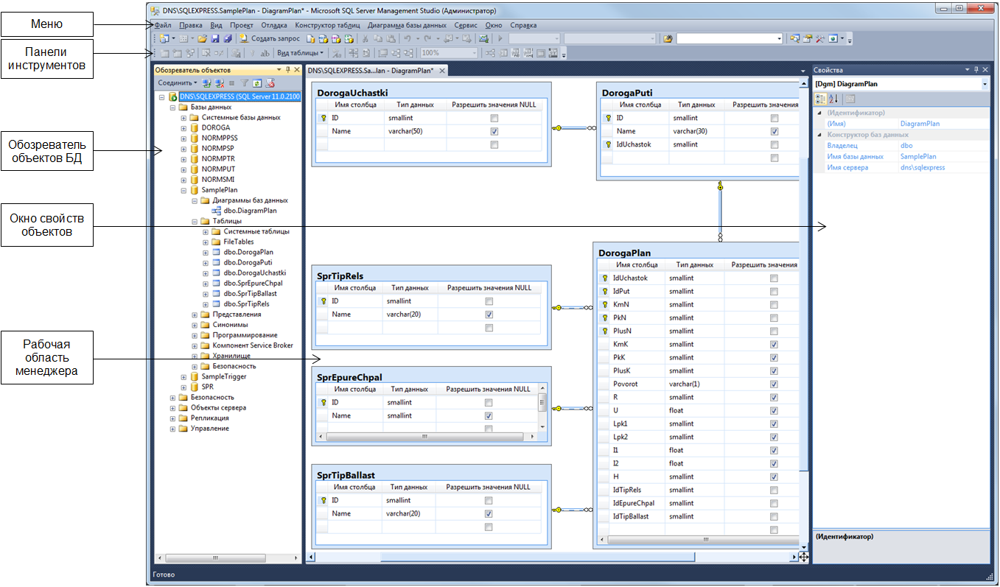 Меню
Панели
инструментов
Обозреватель
объектов БД
Окно свойств
объектов
Рабочая
область
менеджера
DNS\SQLEXPRESS.SamplePlan - DiagramPlan* - Microsoft SQL Server Management Studio (Администратор)
Файл Правка Вид Проект Отладка Конструктор таблиц Диаграмма базы данных Сервис Окно Справка
Создать запрос
Вид таблицы 100%
Обозреватель объектов
Соединить
DNS\SQLEXPRESS (SQL Server 11.0.2100
Базы данных
Системные базы данных
DOROGA
NORMPPSS
NORMPSP
NORMPTR
NORMPUT
NORMSMI
SamplePlan
Диаграммы баз данных
dbo.DiagramPlan
Таблицы
Системные таблицы
FileTables
dbo.DorogaPlan
dbo.DorogaPuti
dbo.DorogaUchastki
dbo.SprEpureChpal
dbo.SprTipBallast
dbo.SprTipRels
Представления
Синонимы
Программирование
Компонент Service Broker
Хранилище
Безопасность
SampleTrigger
SPR
Безопасность
Объекты сервера
Репликация
Управление
DNS\SQLEXPRESS.Sa...lan - DiagramPlan*
DorogaUchastki
Имя столбца Тип данных Разрешить значения NULL
ID smallint
Name varchar(50)
DorogaPuti
Имя столбца Тип данных Разрешить значения
ID smallint
Name varchar(30)
IdUchastok smallint
SprTipRels
Имя столбца Тип данных Разрешить значения NULL
ID smallint
Name varchar(20)
SprEpureChpal
Имя столбца Тип данных Разрешить значения NULL
ID smallint
Name smallint
SprTipBallast
Имя столбца Тип данных Разрешить значения NULL
ID smallint
Name varchar(20)
DorogaPlan
Имя столбца Тип данных Разрешить значения
IdUchastok smallint
IdPut smallint
KmN smallint
PkN smallint
PlusN smallint
KmK smallint
PkK smallint
PlusK smallint
Povorot varchar(1)
R smallint
U float
Lpk1 smallint
Lpk2 smallint
I1 float
I2 float
H smallint
IdTipRels smallint
IdEpureChpal smallint
IdTipBallast smallint
Свойства
[Dgm] DiagramPlan
(Идентификатор)
(Имя) DiagramPlan
Конструктор баз данных
Владелец dbo
Имя базы данных SamplePlan
Имя сервера dns\sqlexpress
(Идентификатор)
Готово